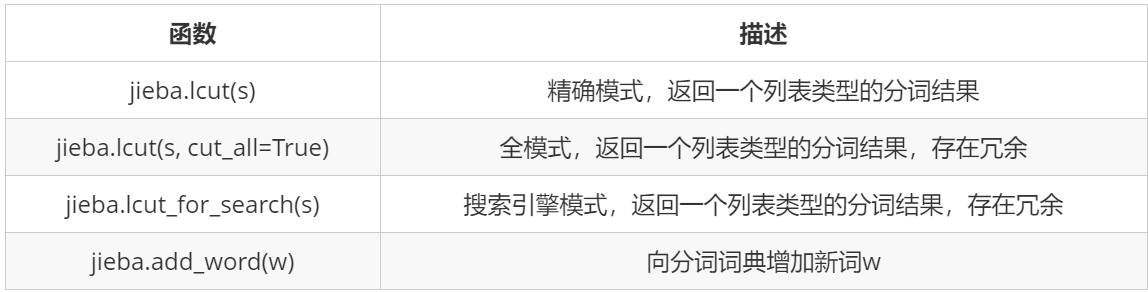 函数 描述
jieba.lcut(s) 精确模式，返回一个列表类型的分词结果
jieba.lcut(s, cut_all=True) 全模式，返回一个列表类型的分词结果，存在冗余
jieba.lcut_for_search(s) 搜索引擎模式，返回一个列表类型的分词结果，存在冗余
jieba.add_word(w) 向分词词典增加新词w